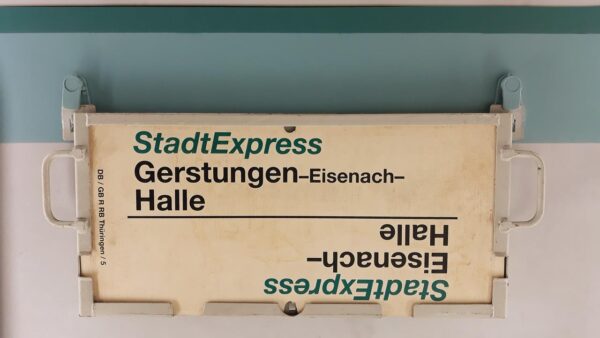 StadtExpress
Gerstungen–Eisenach–
Halle
DB / GB R RB Thüringen / 5
StadtExpress
Eisenach–
Halle